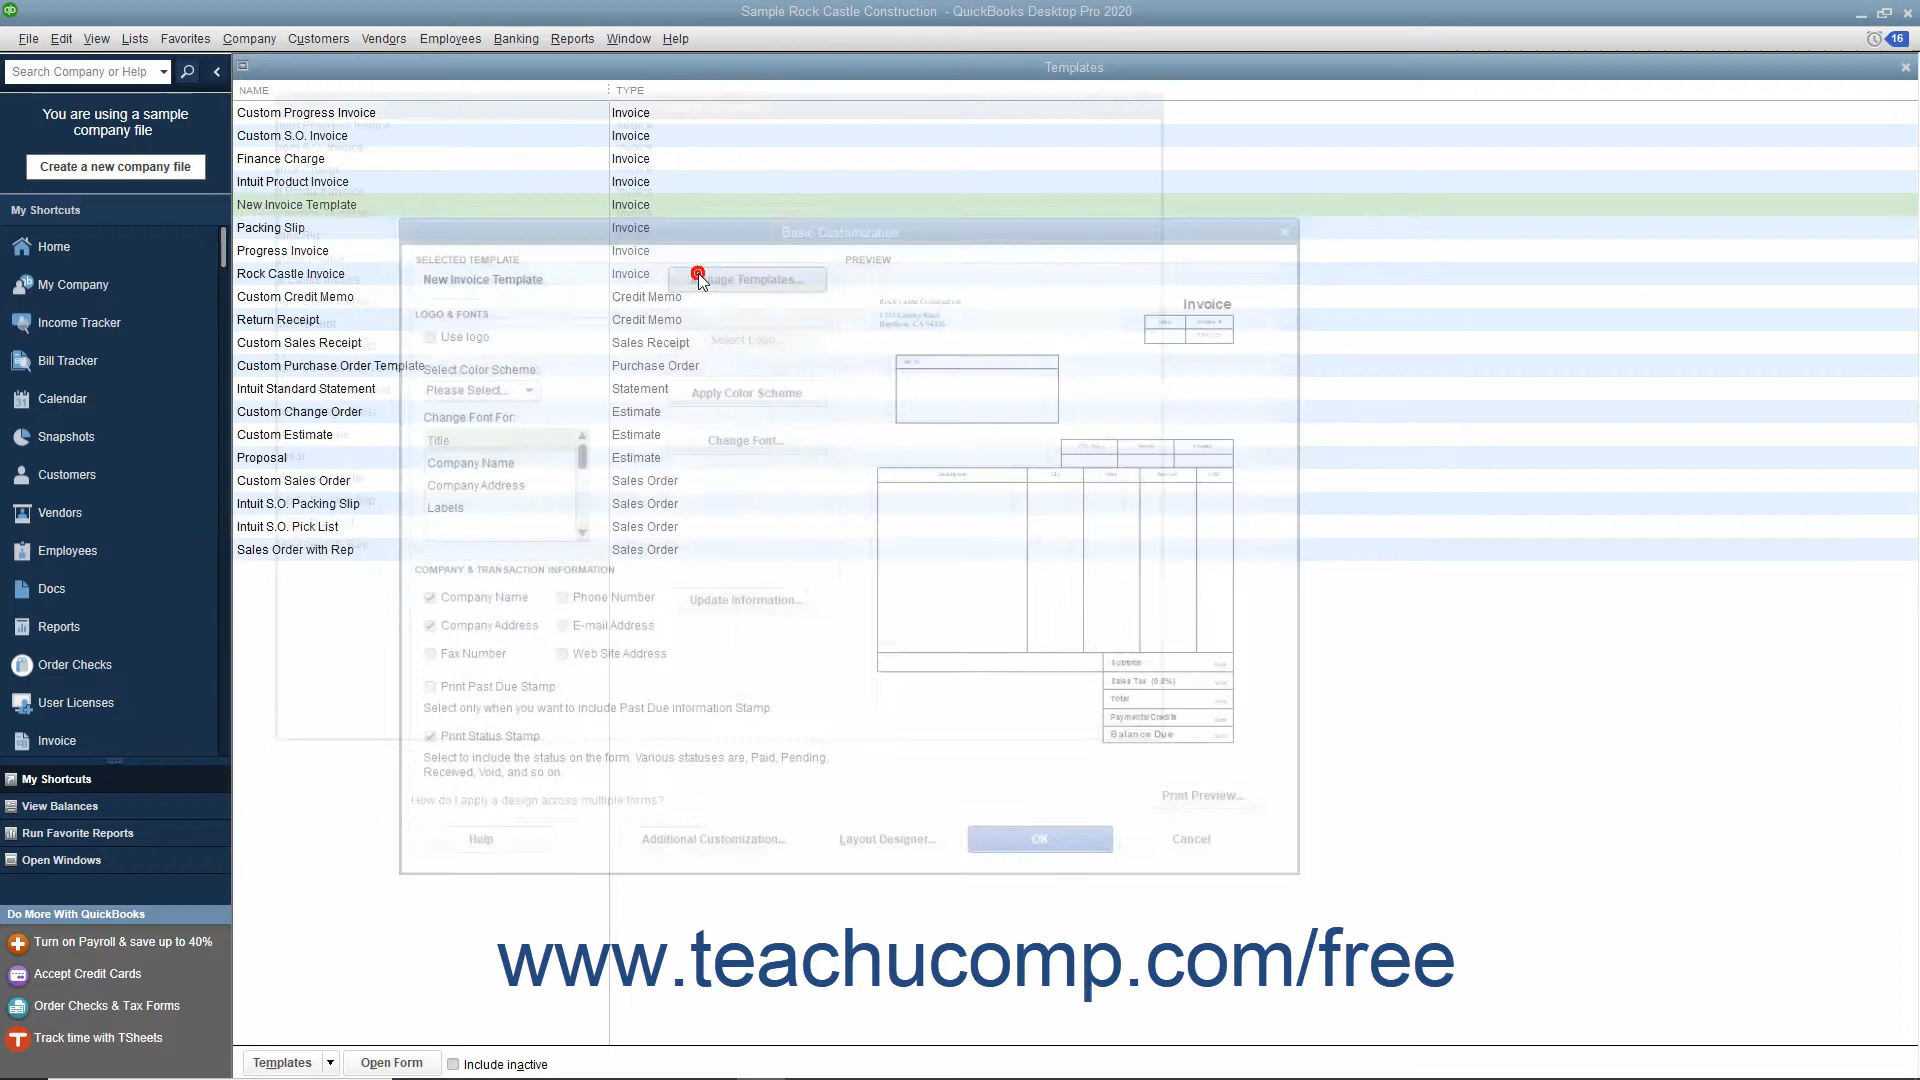 Sample Rock Castle Construction - QuickBooks Desktop Pro 2020
File Edit View Lists Favorites Company Customers Vendors Employees Banking Reports Window Help
16
Search Company or Help
You are using a sample
company file
Create a new company file
My Shortcuts
Home
My Company
Income Tracker
Bill Tracker
Calendar
Snapshots
Customers
Vendors
Employees
Docs
Reports
Order Checks
User Licenses
Invoice
My Shortcuts
View Balances
Run Favorite Reports
Open Windows
Do More With QuickBooks
Turn on Payroll & save up to 40%
Accept Credit Cards
Order Checks & Tax Forms
Track time with TSheets
Templates
NAME TYPE
Custom Progress Invoice Invoice
Custom S.O. Invoice Invoice
Finance Charge Invoice
Intuit Product Invoice Invoice
New Invoice Template Invoice
Packing Slip Invoice
Progress Invoice Invoice
Rock Castle Invoice Invoice
Custom Credit Memo Credit Memo
Return Receipt Credit Memo
Custom Sales Receipt Sales Receipt
Custom Purchase Order Template Purchase Order
Intuit Standard Statement Statement
Custom Change Order Estimate
Custom Estimate Estimate
Proposal Estimate
Custom Sales Order Sales Order
Intuit S.O. Packing Slip Sales Order
Intuit S.O. Pick List Sales Order
Sales Order with Rep Sales Order
Basic Customization
SELECTED TEMPLATE
New Invoice Template
Templates...
LOGO & FONTS
Use logo
Select Logo...
Select Color Scheme:
Please Select...
Apply Color Scheme
Change Font For:
Title
Company Name
Company Address
Labels
Change Font...
COMPANY & TRANSACTION INFORMATION
Company Name Phone Number
Company Address E-mail Address
Fax Number Web Site Address
Update Information...
Print Past Due Stamp
Select only when you want to include Past Due information Stamp.
Print Status Stamp
Select to include the status on the form. Various statuses are, Paid, Pending,
Received, Void, and so on.
How do I apply a design across multiple forms?
PREVIEW
Rock Castle Construction
Invoice
Subtotal
Sales Tax (0.0%)
Total
Payments/Credits
Balance Due
Print Preview...
Help Additional Customization... Layout Designer... OK Cancel
www.teachucomp.com/free
Templates Open Form Include inactive